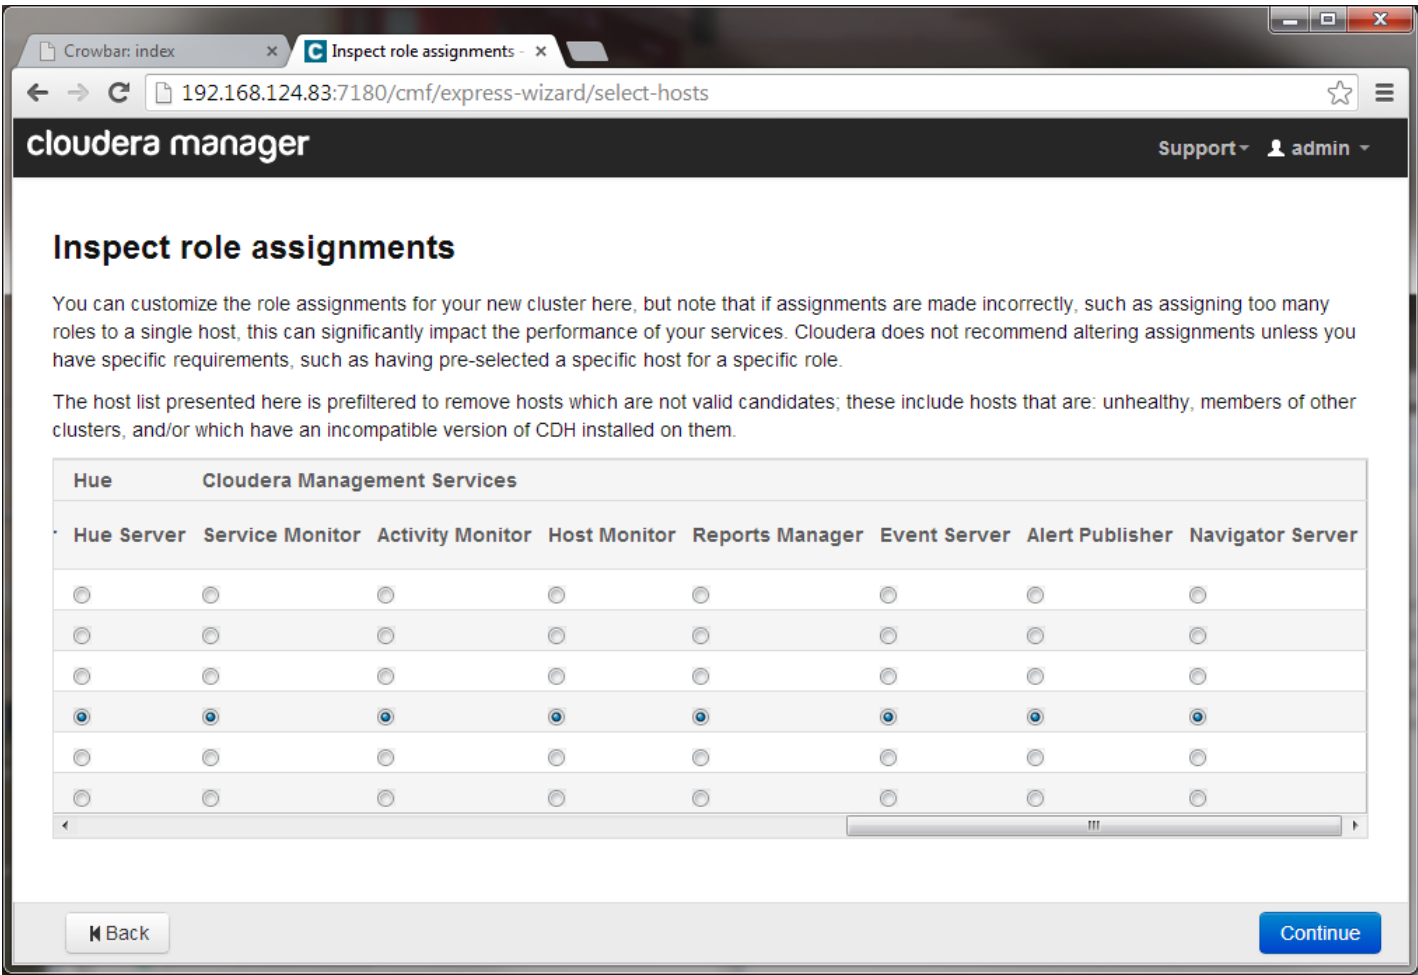 Crowbar: index
Inspect role assignments -
192.168.124.83:7180/cmf/express-wizard/select-hosts
cloudera manager
Support
admin
Inspect role assignments
You can customize the role assignments for your new cluster here, but note that if assignments are made incorrectly, such as assigning too many
roles to a single host, this can significantly impact the performance of your services. Cloudera does not recommend altering assignments unless you
have specific requirements, such as having pre-selected a specific host for a specific role.
The host list presented here is prefiltered to remove hosts which are not valid candidates; these include hosts that are: unhealthy, members of other
clusters, and/or which have an incompatible version of CDH installed on them.
Hue Cloudera Management Services
Hue Server Service Monitor Activity Monitor Host Monitor Reports Manager Event Server Alert Publisher Navigator Server
Back
Continue